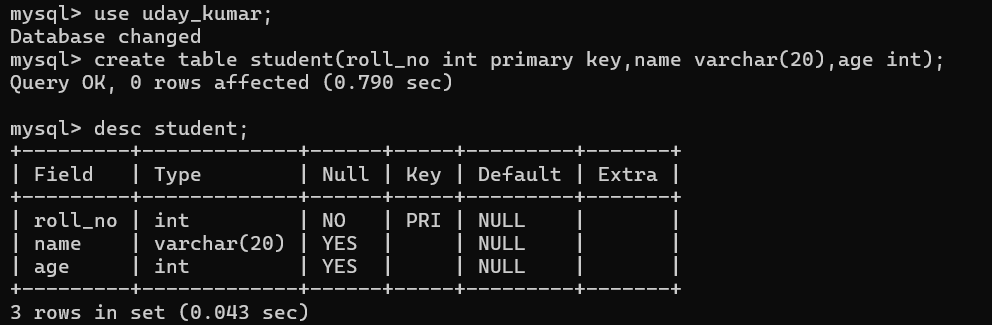 mysql> use uday_kumar;
Database changed
mysql> create table student(roll_no int primary key,name varchar(20),age int);
Query OK, 0 rows affected (0.790 sec)

mysql> desc student;
+---------+-------------+------+-----+---------+-------+
| Field   | Type        | Null | Key | Default | Extra |
+---------+-------------+------+-----+---------+-------+
| roll_no | int         | NO   | PRI | NULL    |       |
| name    | varchar(20) | YES  |     | NULL    |       |
| age     | int         | YES  |     | NULL    |       |
+---------+-------------+------+-----+---------+-------+
3 rows in set (0.043 sec)